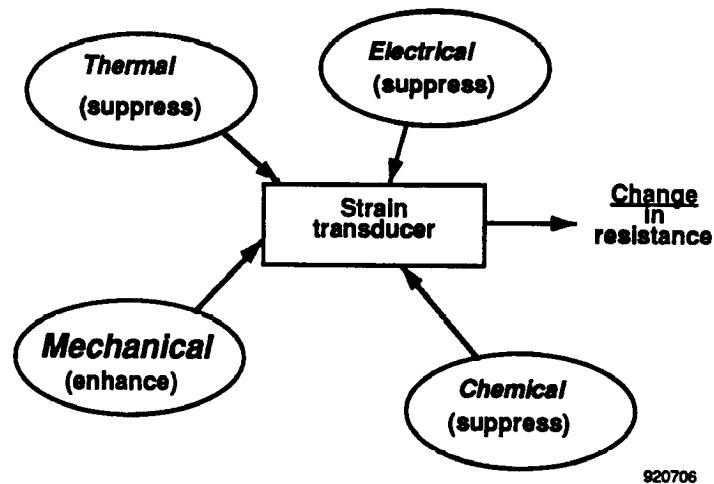 Thermal
(suppress)
Electrical
(suppress)
Strain
transducer
Change
in
resistance
Mechanical
(enhance)
Chemical
(suppress)
920706